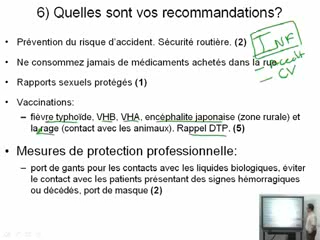 6) Quelles sont vos recommandations?
• Prévention du risque d'accident. Sécurité routière. (2)
• Ne consommez jamais de médicaments achetés dans la rue
• Rapports sexuels protégés (1)
• Vaccinations:
– fièvre typhoïde, VHB, VHA, encéphalite japonaise (zone rurale) et
la rage (contact avec les animaux). Rappel DTP. (5)
• Mesures de protection professionnelle:
– port de gants pour les contacts avec les liquides biologiques, éviter
le contact avec les patients présentant des signes hémorragiques
ou décédés, port de masque (2)
INF
CV